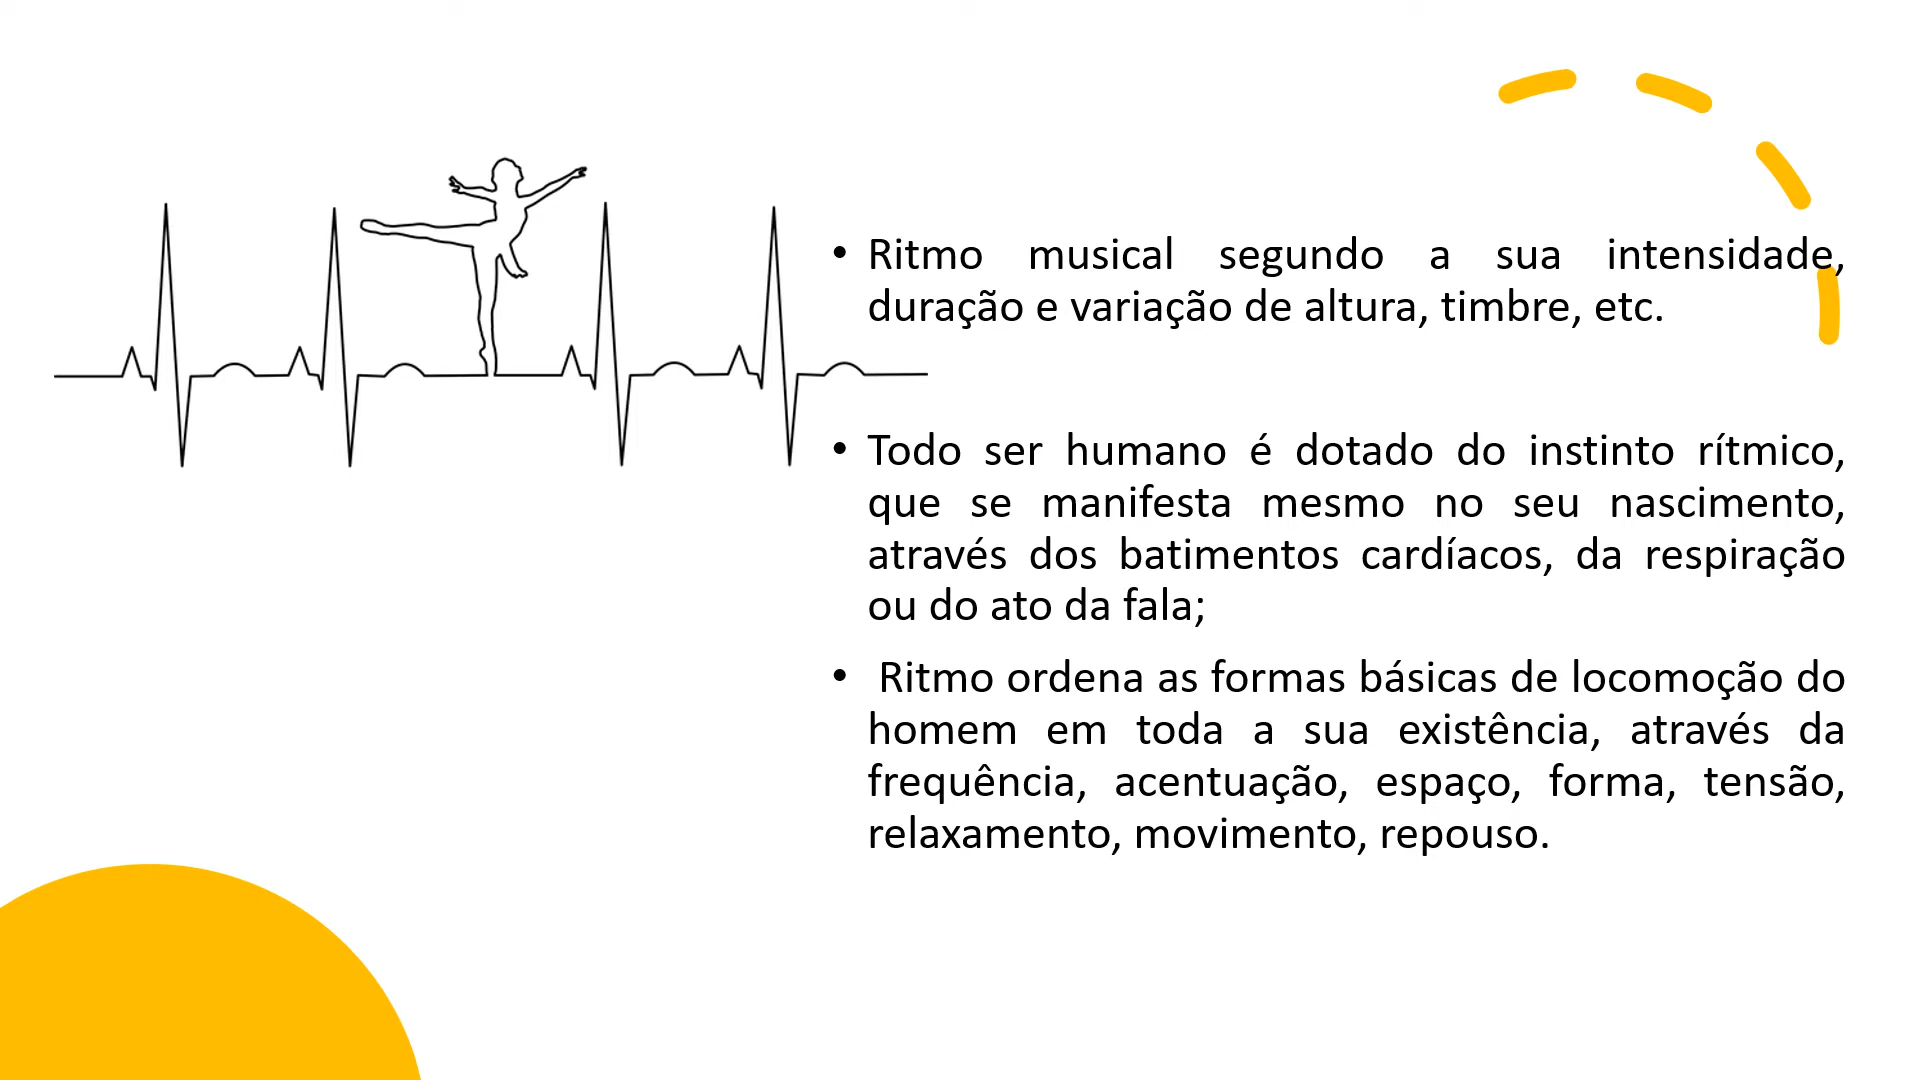 • Ritmo musical segundo a sua intensidade,
duração e variação de altura, timbre, etc.
• Todo ser humano é dotado do instinto rítmico,
que se manifesta mesmo no seu nascimento,
através dos batimentos cardíacos, da respiração
ou do ato da fala;
• Ritmo ordena as formas básicas de locomoção do
homem em toda a sua existência, através da
frequência, acentuação, espaço, forma, tensão,
relaxamento, movimento, repouso.